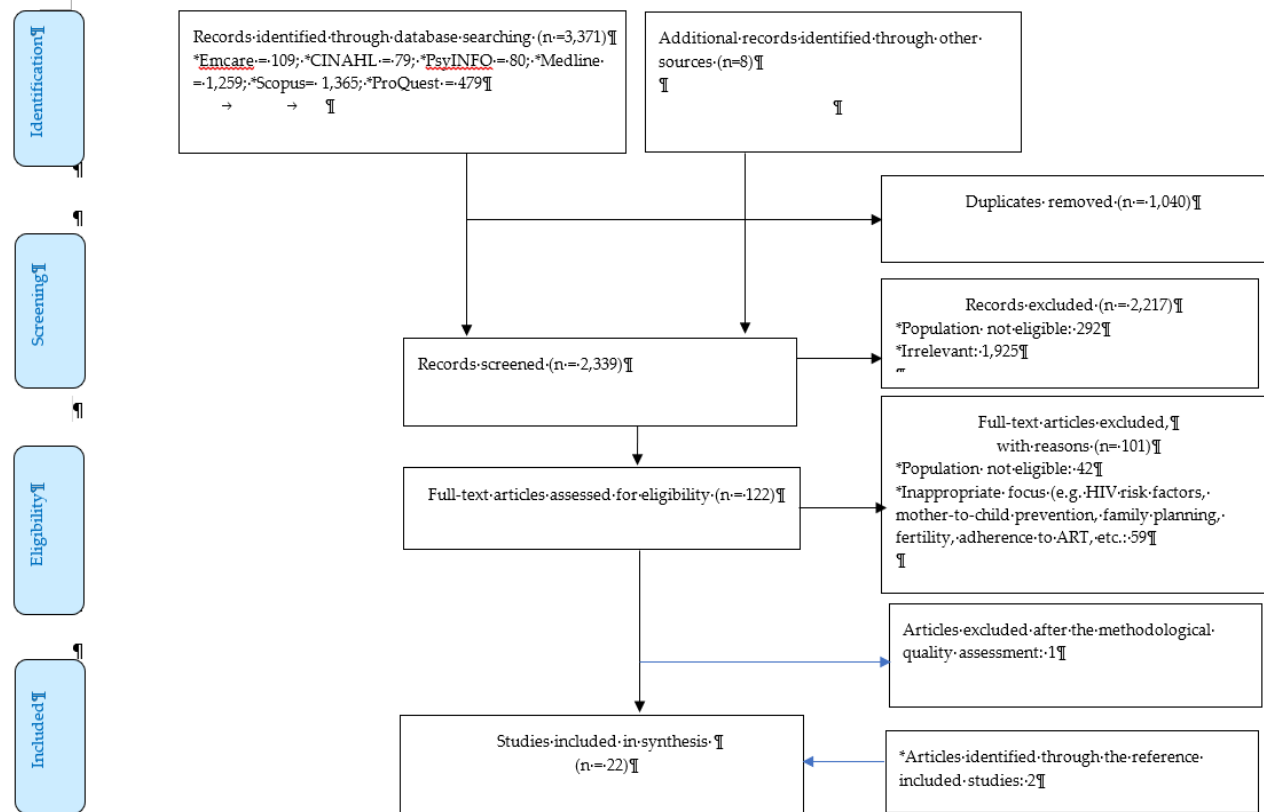 Identification¶
Records·identified·through·database·searching·(n·=3,371)¶
*Emcare·=·109;·*CINAHL·=·79;·*PsyINFO·=·80;·*Medline·
=·1,259;·*Scopus=·1,365;·*ProQuest·=·479¶
→ → ¶
Additional·records·identified·through·other·
sources·(n=8)¶
¶
¶
¶
¶
Duplicates·removed·(n·=·1,040)¶
Screening¶
Records·excluded·(n·=·2,217)¶
*Population·not·eligible:·292¶
*Irrelevant:·1,925¶
Records·screened·(n·=·2,339)¶
¶
Full-text·articles·excluded,¶
with·reasons·(n=·101)¶
*Population·not·eligible:·42¶
*Inappropriate·focus·(e.g.·HIV·risk·factors,·
mother-to-child·prevention,·family·planning,·
fertility,·adherence·to·ART,·etc.:·59¶
¶
Eligibility¶
Full-text·articles·assessed·for·eligibility·(n·=·122)¶
Articles·excluded·after·the·methodological·
quality·assessment:·1¶
¶
Included¶
Studies·included·in·synthesis·¶
(n·=·22)¶
*Articles·identified·through·the·reference·
included·studies:·2¶